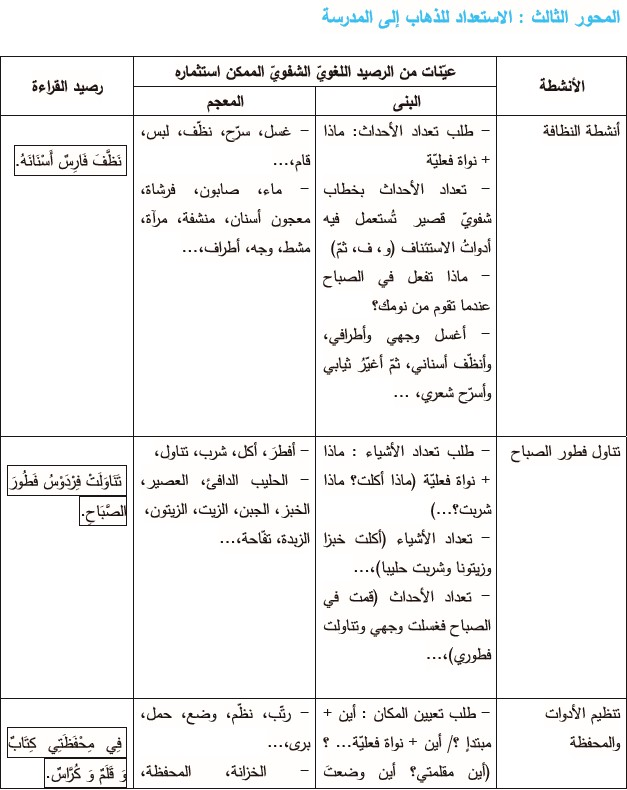 المحور الثالث : الاستعداد للذهاب إلى المدرسة
الأنشطة
عيّنات من الرصيد اللغويّ الشفويّ الممكن استثماره
رصيد القراءة
البنى
المعجم
أنشطة النظافة
– طلب تعداد الأحداث: ماذا
+ نواة فعليّة
– تعداد الأحداث بخطاب
شفويّ قصير تُستعمل فيه
أدواتُ الاستئناف (و، ف، ثمّ)
– ماذا تفعل في الصباح
عندما تقوم من نومك؟
– أغسل وجهي وأطرافي،
وأنظّف أسناني، ثمّ أغيّرُ ثيابي
وأسرّح شعري، ...
– غسل، سرّح، نظّف، لبس،
قام،...
– ماء، صابون، فرشاة،
معجون أسنان، منشفة، مرآة،
مشط، وجه، أطراف،...
نَظَّفَ فَارِسٌ أَسْنَانَهُ.
تناول فطور الصباح
– طلب تعداد الأشياء : ماذا
+ نواة فعليّة (ماذا أكلت؟ ماذا
شربت؟...)
– تعداد الأشياء (أكلت خبزا
وزيتونا وشربت حليبا)،...
– تعداد الأحداث (قمت في
الصباح فغسلت وجهي وتناولت
فطوري)،...
– أفطرَ، أكل، شرب، تناول،
– الحليب الدافئ، العصير،
الخبز، الجبن، الزيت، الزيتون،
الزبدة، تفّاحة،...
تَنَاوَلَتْ فِرْدَوْسُ فَطُورَ
الصَّبَاحِ.
تنظيم الأدوات
والمحفظة
– طلب تعيين المكان : أين +
مبتدإ ؟/ أين + نواة فعليّة... ؟
(أين مقلمتي؟ أين وضعتَ
– رتّب، نظّم، وضع، حمل،
برى،...
– الخزانة، المحفظة،
فِي مِحْفَظَتِي كِتَابٌ
وَ قَلَمٌ وَ كُرَّاسٌ.